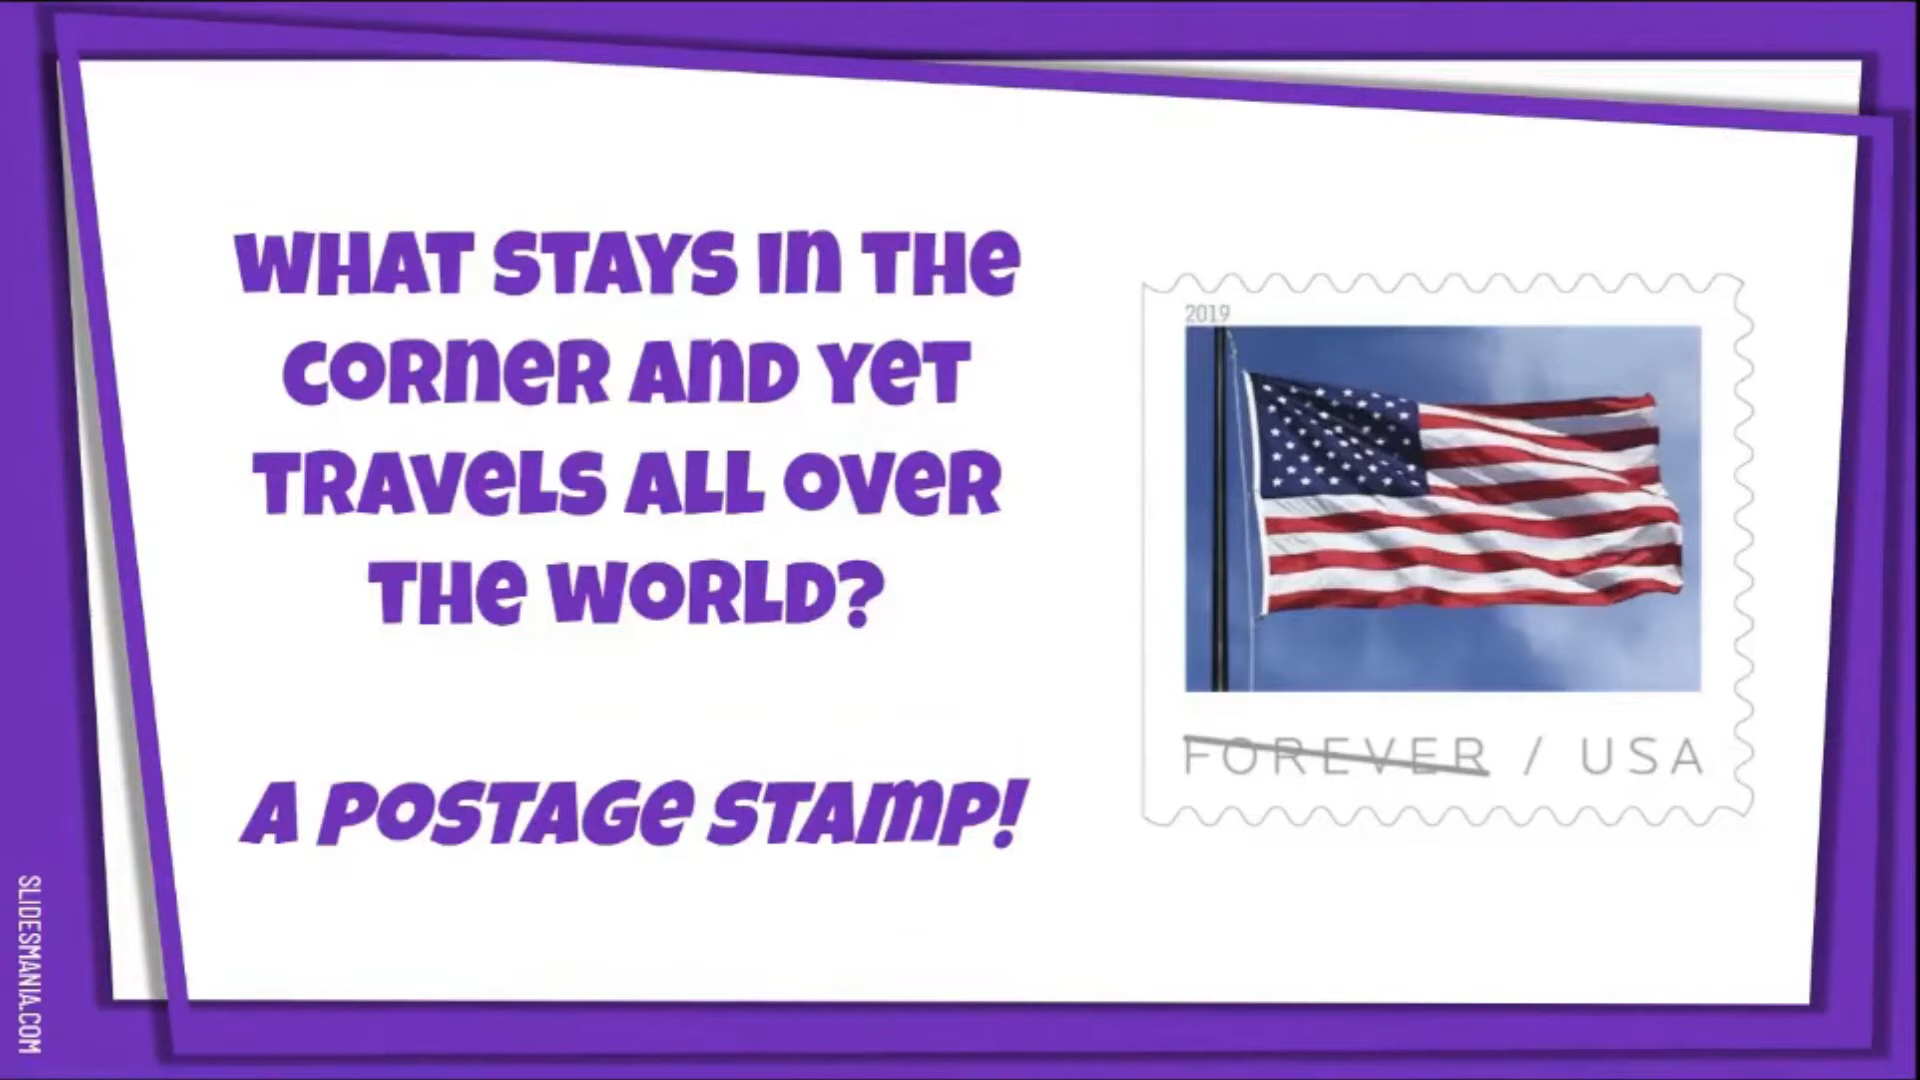 WHAT STAYS IN THE
CORNER AND YET
TRAVELS ALL OVER
THE WORLD?
A POSTAGE STAMP!
2019
FOREVER / USA
SLIDESMANIA.COM